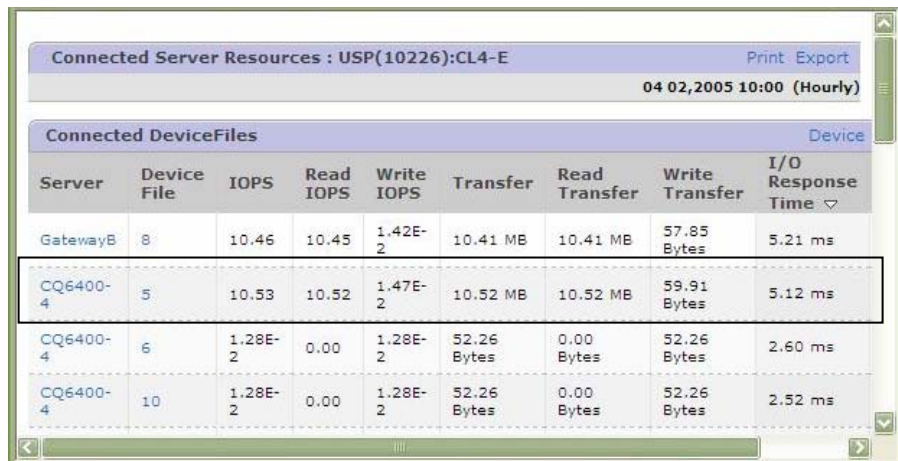 Connected Server Resources : USP(10226):CL4-E Print Export
04 02,2005 10:00 (Hourly)
Connected DeviceFiles Device
Server Device File IOPS Read IOPS Write IOPS Transfer Read Transfer Write Transfer I/O Response Time ▽
GatewayB 8 10.46 10.45 1.42E-2 10.41 MB 10.41 MB 57.85 Bytes 5.21 ms
CQ6400-4 5 10.53 10.52 1.47E-2 10.52 MB 10.52 MB 59.91 Bytes 5.12 ms
CQ6400-4 6 1.28E-2 0.00 1.28E-2 52.26 Bytes 0.00 Bytes 52.26 Bytes 2.60 ms
CQ6400-4 10 1.28E-2 0.00 1.28E-2 52.26 Bytes 0.00 Bytes 52.26 Bytes 2.52 ms